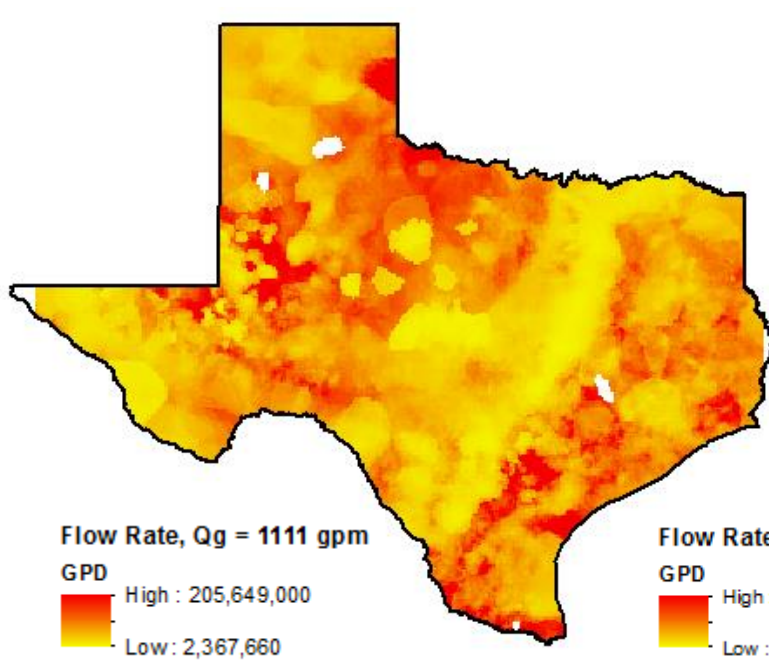 Flow Rate, Qg = 1111 gpm
GPD
High : 205,649,000
Low : 2,367,660
Flow Rate
GPD
High
Low :